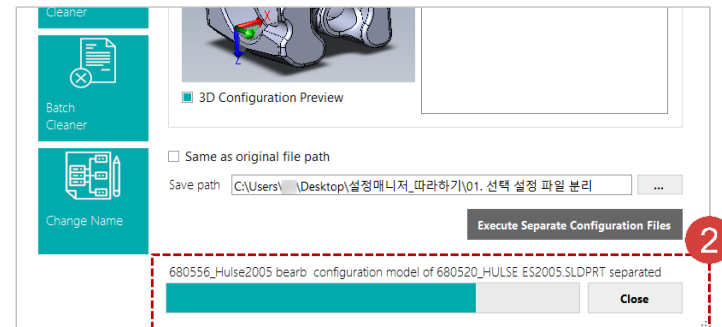 Cleaner
Batch
Cleaner
Change Name
X
Z
3D Configuration Preview
Same as original file path
Save path C:\Users\ \Desktop\설정매니저_따라하기\01. 선택 설정 파일 분리 ...
Execute Separate Configuration Files
2
680556_Hulse2005 bearb configuration model of 680520_HULSE ES2005.SLDPRT separated
Close